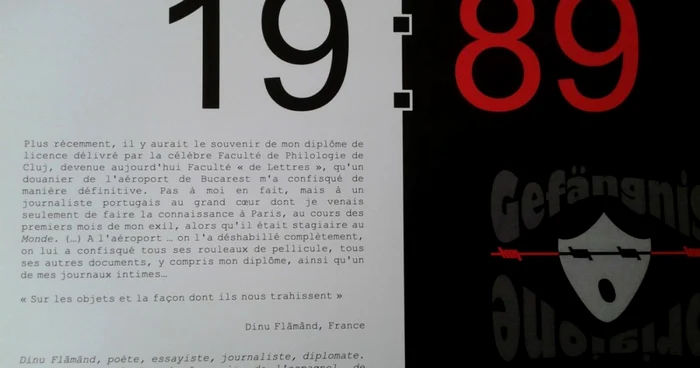 19:89
Plus récemment, il y aurait le souvenir de mon diplôme de
licence délivré par la célèbre Faculté de Philologie de
Cluj, devenue aujourd'hui Faculté « de Lettres », qu'un
douanier de l'aéroport de Bucarest m'a confisqué de
manière définitive. Pas à moi en fait, mais à un
journaliste portugais au grand cœur dont je venais
seulement de faire la connaissance à Paris, au cours des
premiers mois de mon exil, alors qu'il était stagiaire au
Monde. (…) A l'aéroport … on l'a déshabillé complètement,
on lui a confisqué tous ses rouleaux de pellicule, tous
ses autres documents, y compris mon diplôme, ainsi qu'un
de mes journaux intimes…
« Sur les objets et la façon dont ils nous trahissent »
Dinu Flămând, France
Dinu Flămând, poète, essayiste, journaliste, diplomate.
Gefängnis